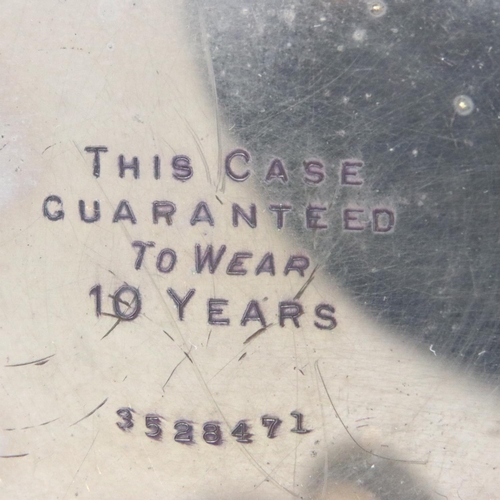 THIS CASE
GUARANTEED
TO WEAR
10 YEARS
3528471